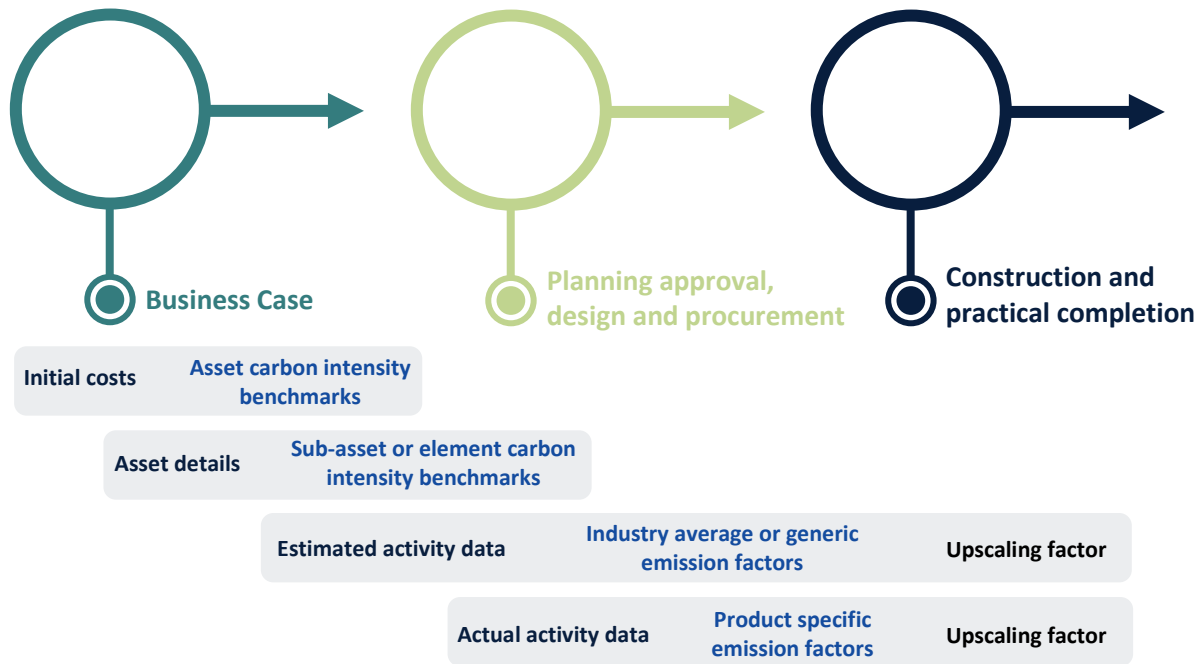 Business Case
Planning approval,
design and procurement
Construction and
practical completion
Initial costs
Asset carbon intensity
benchmarks
Asset details
Sub-asset or element carbon
intensity benchmarks
Estimated activity data
Industry average or generic
emission factors
Upscaling factor
Actual activity data
Product specific
emission factors
Upscaling factor